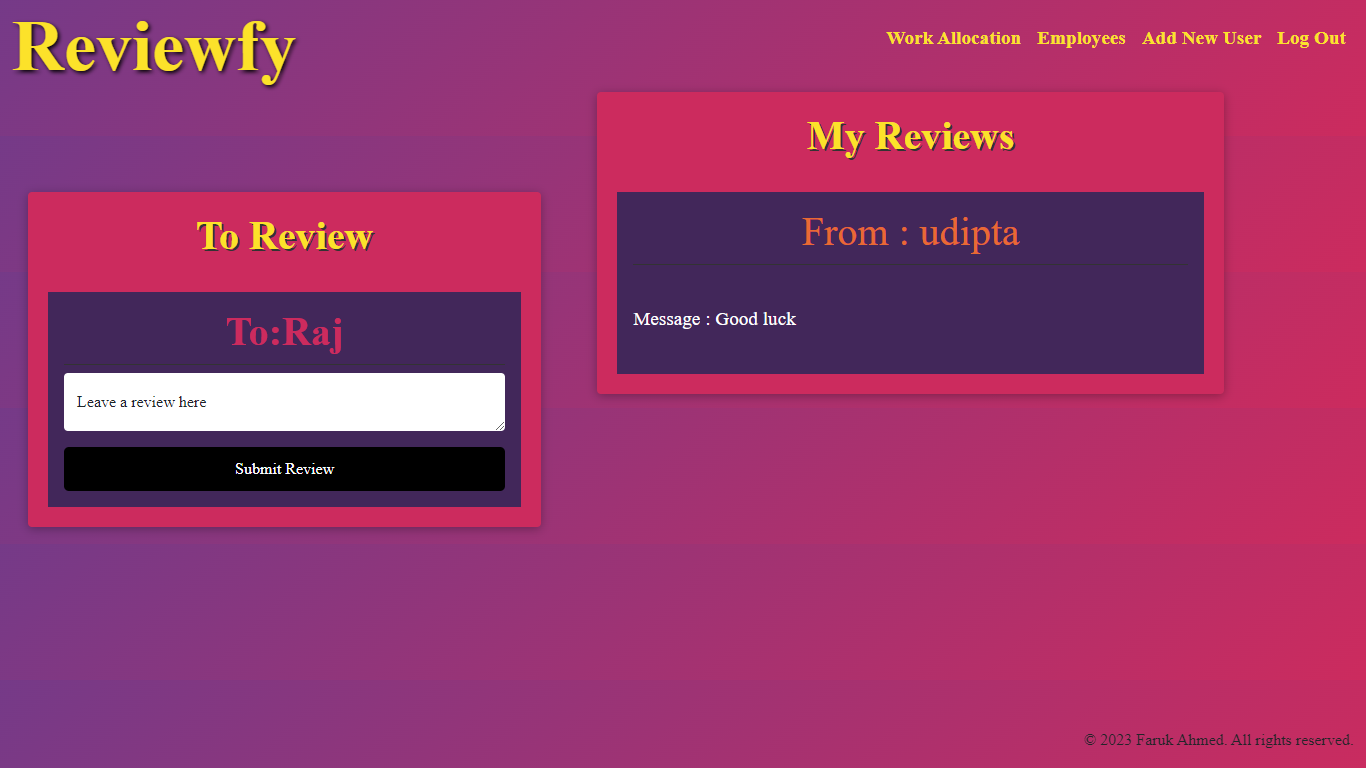 Reviewfy
Work Allocation Employees Add New User Log Out
To Review
To:Raj
Leave a review here
Submit Review
My Reviews
From : udipta
Message : Good luck
© 2023 Faruk Ahmed. All rights reserved.